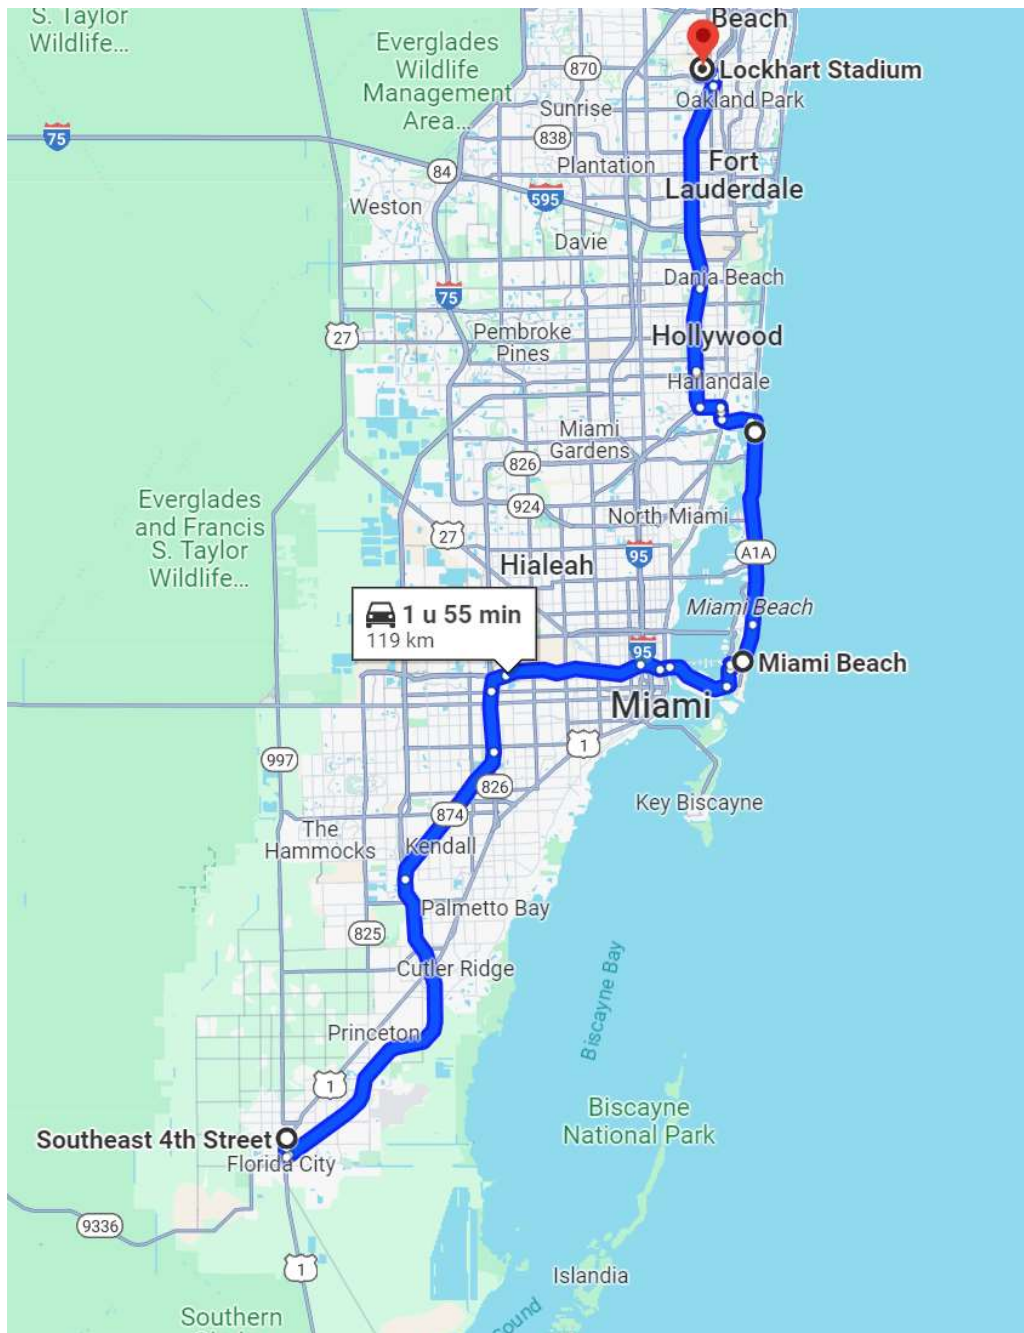 S. Taylor
Wildlife...
Beach
Everglades
Wildlife
Management
Area...
870
Lockhart Stadium
Oakland Park
Sunrise
75
838
Plantation
84
Fort
Lauderdale
595
Weston
Davie
Dania Beach
75
27
Pembroke
Pines
Hollywood
Hallandale
Miami
Gardens
826
Everglades
and Francis
S. Taylor
Wildlife...
924
North Miami
27
95
A1A
Hialeah
1 u 55 min
119 km
Miami Beach
95
Miami Beach
Miami
1
997
826
874
Key Biscayne
The
Hammocks
Kendall
Palmetto Bay
825
Cutler Ridge
Biscayne Bay
Princeton
1
Biscayne
National Park
Southeast 4th Street
Florida City
9336
1
Islandia
Southern
Sound